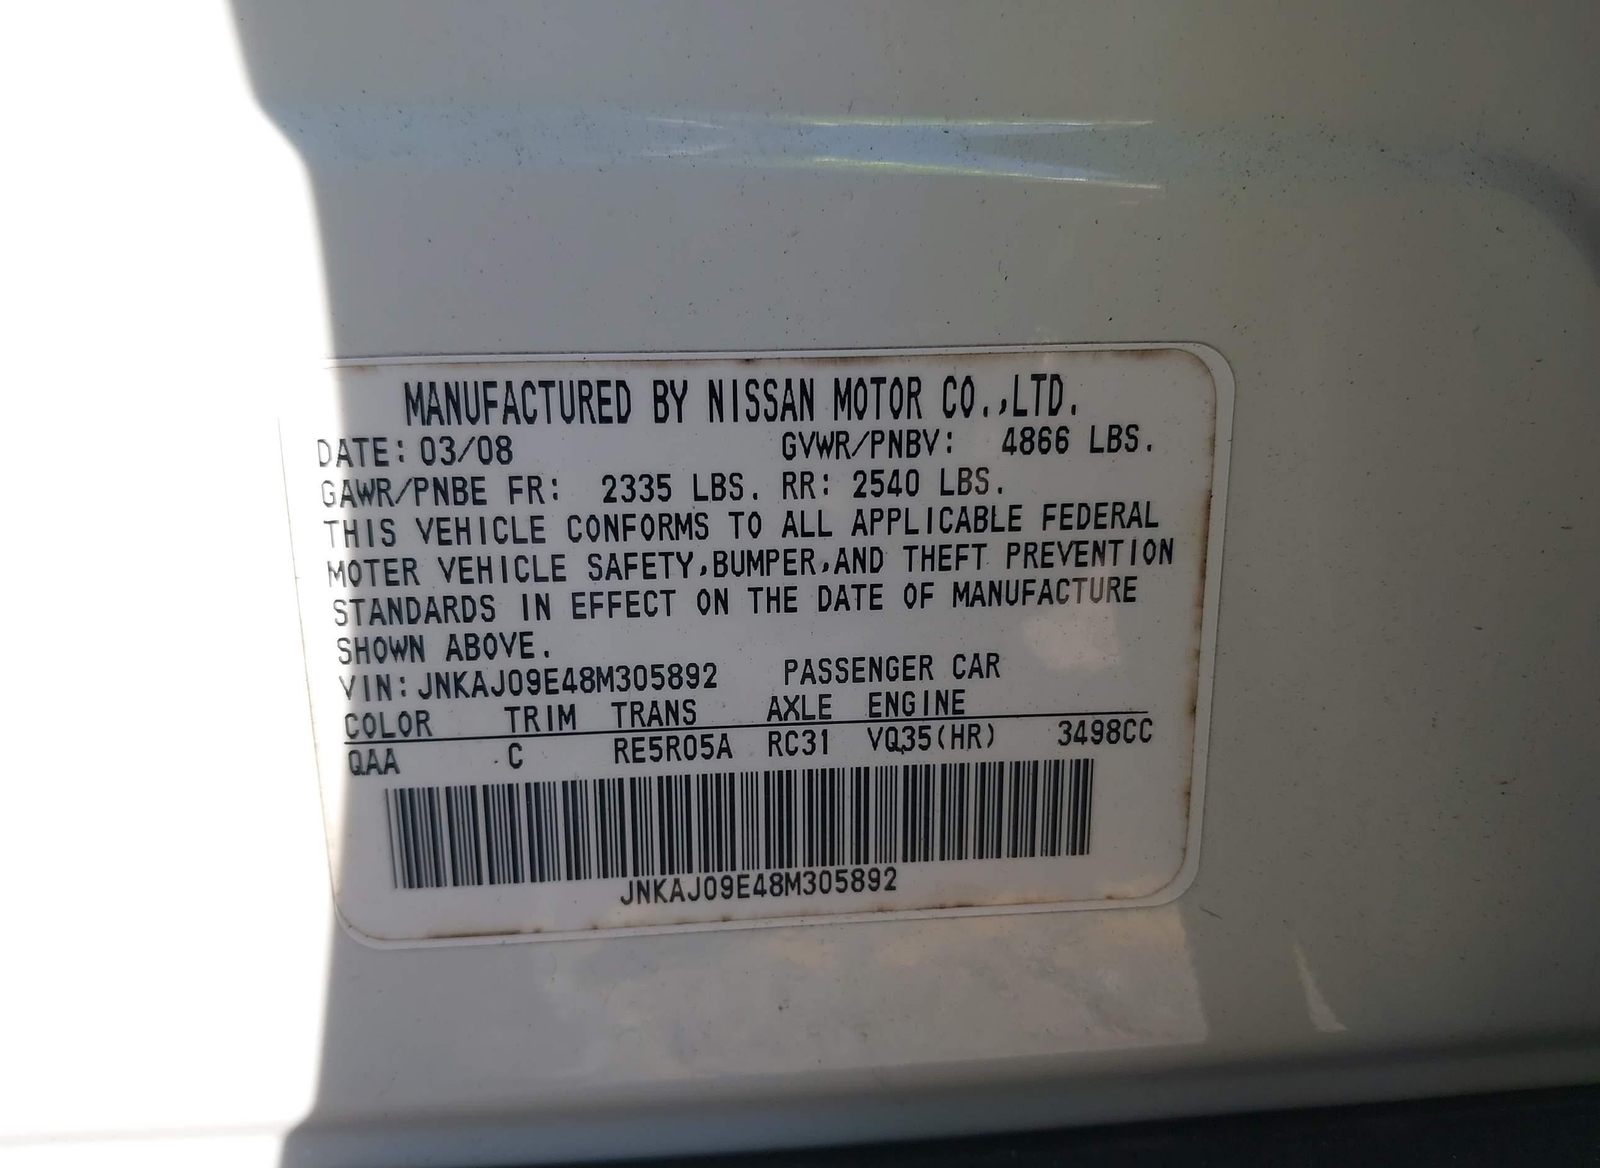 MANUFACTURED BY NISSAN MOTOR CO.,LTD.
DATE: 03/08 GVWR/PNBV: 4866 LBS.
GAWR/PNBE FR: 2335 LBS. RR: 2540 LBS.
THIS VEHICLE CONFORMS TO ALL APPLICABLE FEDERAL
MOTER VEHICLE SAFETY,BUMPER,AND THEFT PREVENTION
STANDARDS IN EFFECT ON THE DATE OF MANUFACTURE
SHOWN ABOVE.
VIN: JNKAJ09E48M305892 PASSENGER CAR
COLOR TRIM TRANS AXLE ENGINE
QAA C RE5R05A RC31 VQ35(HR) 3498CC
JNKAJ09E48M305892